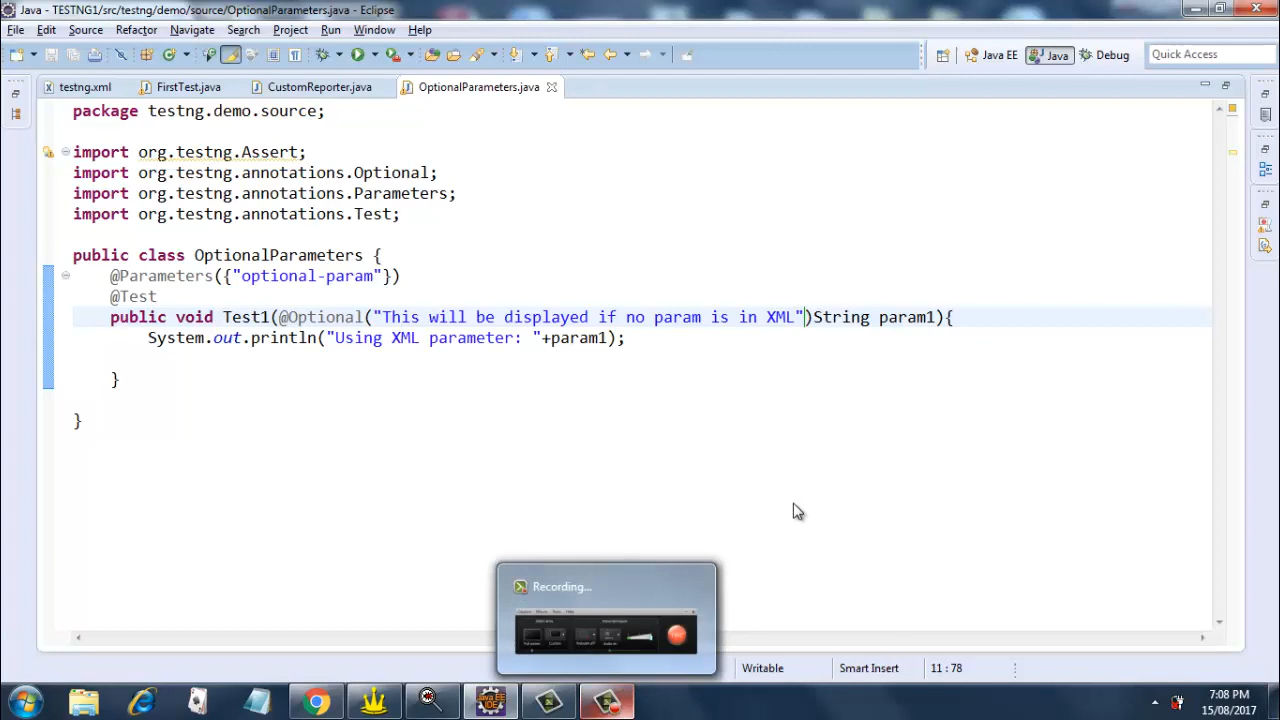 Java - TESTNG1/src/testng/demo/source/OptionalParameters.java - Eclipse
File Edit Source Refactor Navigate Search Project Run Window Help
Java EE Java Debug Quick Access
testng.xml FirstTest.java CustomReporter.java OptionalParameters.java
package testng.demo.source;
import org.testng.Assert;
import org.testng.annotations.Optional;
import org.testng.annotations.Parameters;
import org.testng.annotations.Test;
public class OptionalParameters {
@Parameters({"optional-param"})
@Test
public void Test1(@Optional("This will be displayed if no param is in XML")String param1){
System.out.println("Using XML parameter: "+param1);
}
}
Recording...
Writable Smart Insert 11 : 78
7:08 PM
15/08/2017